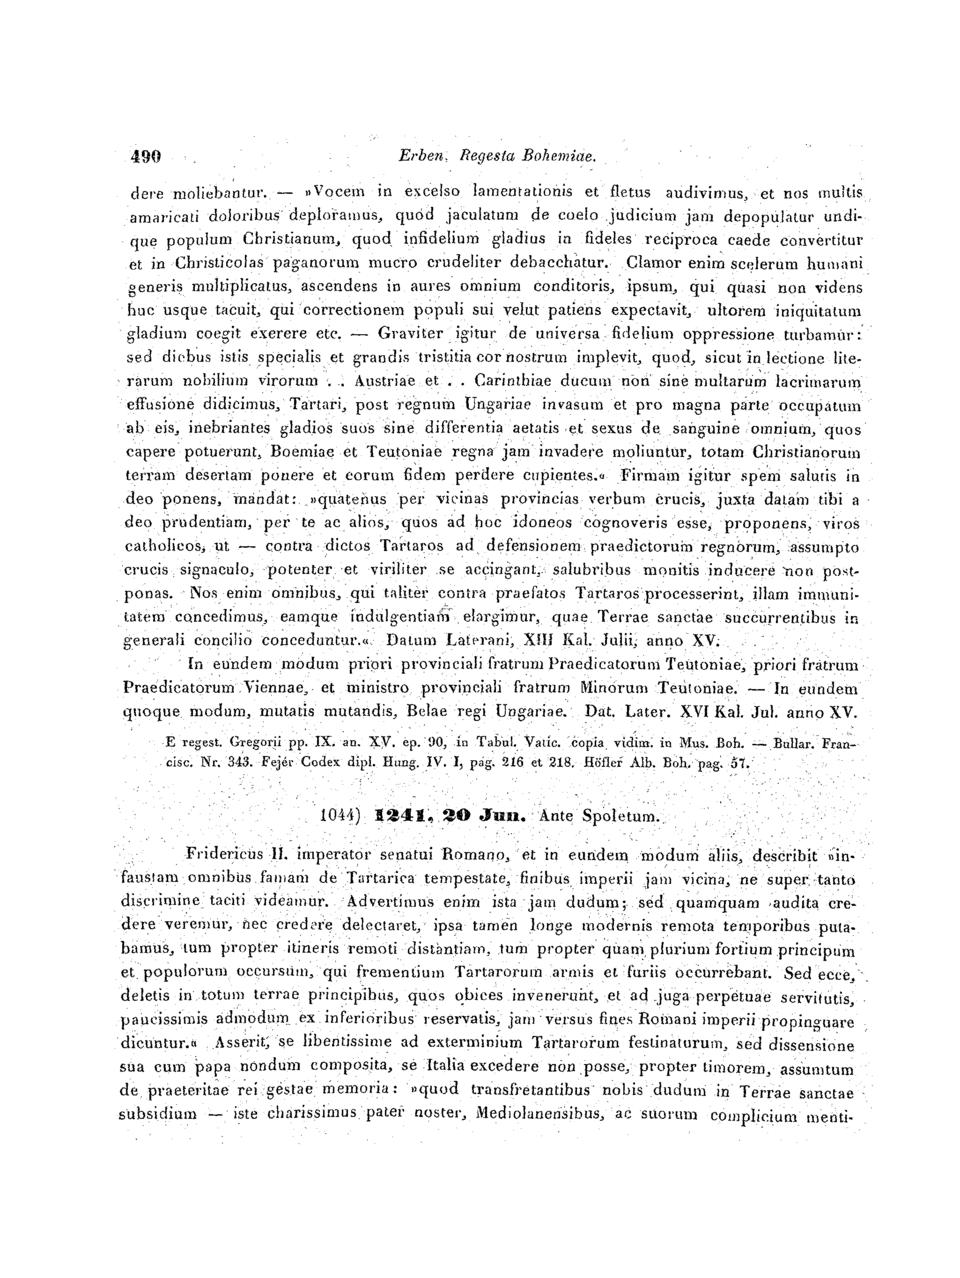 490 Erben, Regesta Bohemiae.
dere moliebantur. — »Vocem in excelso lamentationis et fletus audivimus, et nos multis
amaricati doloribus deploramus, quod jaculatum de coelo judicium jam depopulatur undi-
que populum Christianum, quod infidelium gladius in fideles reciproca caede convertitur
et in Christicolas paganorum mucro crudeliter debacchatur. Clamor enim scelerum humani
generis multiplicatus, ascendens in aures omnium conditoris, ipsum, qui quasi non videns
huc usque tacuit, qui correctionem populi sui velut patiens expectavit, ultorem iniquitatum
gladium coegit exerere etc. — Graviter igitur de universa fidelium oppressione turbamur:
sed diebus istis specialis et grandis tristitia cor nostrum implevit, quod, sicut in lectione lite-
rarum nobilium virorum . . Austriae et . . Carinthiae ducum non sine multarum lacrimarum
effusione didicimus, Tartari, post regnum Ungariae invasum et pro magna parte occupatum
ab eis, inebriantes gladios suos sine differentia aetatis et sexus de sanguine omnium, quos
capere potuerunt, Boemiae et Teutoniae regna jam invadere moliuntur, totam Christianorum
terram desertam ponere et eorum fidem perdere cupientes.« Firmam igitur spem salutis in
deo ponens, mandat: »quatenus per vicinas provincias verbum crucis, juxta datam tibi a
deo prudentiam, per te ac alios, quos ad hoc idoneos cognoveris esse, proponens, viros
catholicos, ut — contra dictos Tartaros ad defensionem praedictorum regnorum, assumpto
crucis signaculo, potenter et viriliter se accingant, salubribus monitis inducere non post-
ponas. Nos enim omnibus, qui taliter contra praefatos Tartaros processerint, illam immuni-
tatem concedimus, eamque indulgentiam elargimur, quae Terrae sanctae succurrentibus in
generali concilio conceduntur.« Datum Laterani, XIII Kal. Julii, anno XV.
In eundem modum priori provinciali fratrum Praedicatorum Teutoniae, priori fratrum
Praedicatorum Viennae, et ministro provinciali fratrum Minorum Teutoniae. — In eundem
quoque modum, mutatis mutandis, Belae regi Ungariae. Dat. Later. XVI Kal. Jul. anno XV.
E regest. Gregorii pp. IX. an. XV. ep. 90, in Tabul. Vatic. copia vidim. in Mus. Boh. — Bullar. Fran-
cisc. Nr. 343. Fejér Codex dipl. Hung. IV. I, pag. 216 et 218. Höfler Alb. Boh. pag. 57.
1044) 1241, 20 Jun. Ante Spoletum.
Fridericus II. imperator senatui Romano, et in eundem modum aliis, describit »in-
faustam omnibus famam de Tartarica tempestate, finibus imperii jam vicina, ne super tanto
discrimine taciti videamur. Advertimus enim ista jam dudum; sed quamquam audita cre-
dere veremur, nec credere delectaret, ipsa tamen longe modernis remota temporibus puta-
bamus, tum propter itineris remoti distantiam, tum propter quam plurium fortium principum
et populorum occursum, qui frementium Tartarorum armis et furiis occurrebant. Sed ecce,
deletis in totum terrae principibus, quos obices invenerunt, et ad juga perpetuae servitutis,
paucissimis admodum ex inferioribus reservatis, jam versus fines Romani imperii propinguare
dicuntur.« Asserit, se libentissime ad exterminium Tartarorum festinaturum, sed dissensione
sua cum papa nondum composita, se Italia excedere non posse, propter timorem, assumtum
de praeteritae rei gestae memoria: »quod transfretantibus nobis dudum in Terrae sanctae
subsidium — iste charissimus pater noster, Mediolanensibus, ac suorum complicium menti-